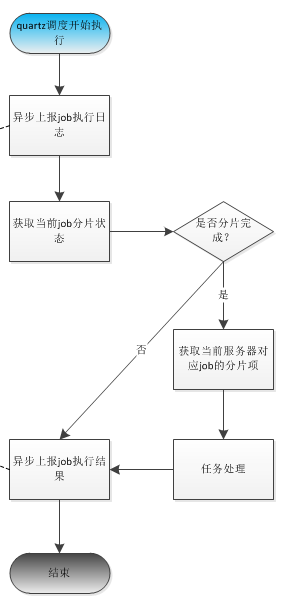 quartz调度开始执
行
异步上报job执行日
志
获取当前job分片状
态
是否分片完
成？
是
否
获取当前服务器对
应job的分片项
任务处理
异步上报job执行结
果
结束